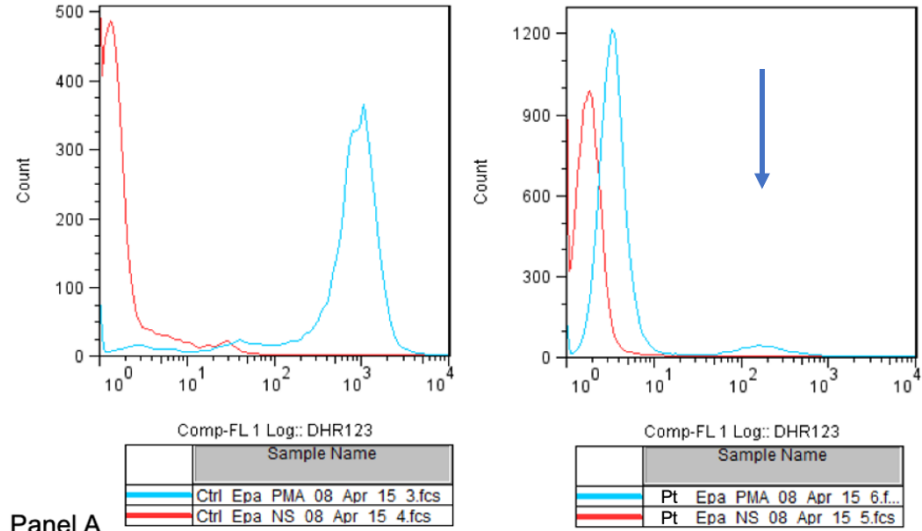 500
400
300
200
100
0
Count
10^0 10^1 10^2 10^3 10^4
Comp-FL 1 Log:: DHR123
Sample Name
Ctrl Epa PMA 08 Apr 15 3.fcs
Ctrl Epa NS 08 Apr 15 4.fcs
Panel A
1200
900
600
300
0
Count
10^0 10^1 10^2 10^3 10^4
Comp-FL 1 Log:: DHR123
Sample Name
Pt Epa PMA 08 Apr 15 6.f...
Pt Epa NS 08 Apr 15 5.fcs